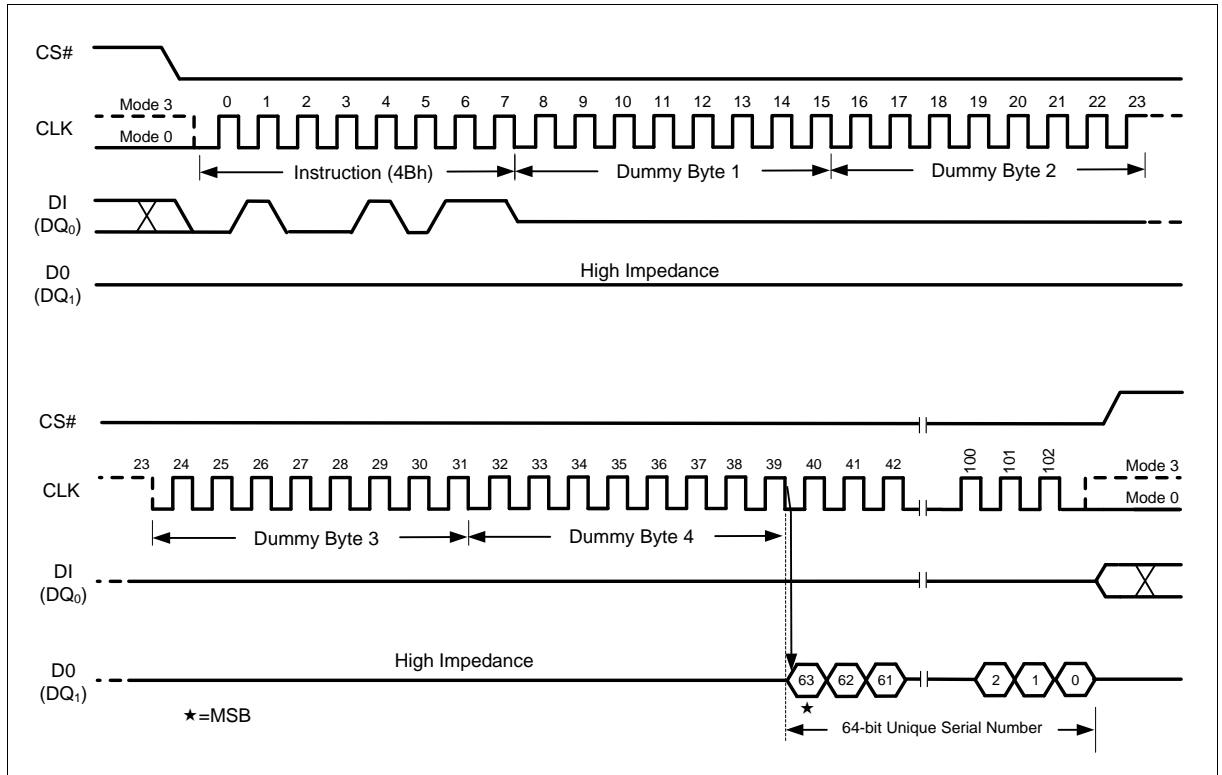 CS#
Mode 3
0 1 2 3 4 5 6 7 8 9 10 11 12 13 14 15 16 17 18 19 20 21 22 23
CLK
Mode 0
Instruction (4Bh) Dummy Byte 1 Dummy Byte 2
DI
(DQ0)
D0
(DQ1)
High Impedance
CS#
23 24 25 26 27 28 29 30 31 32 33 34 35 36 37 38 39 40 41 42 100 101 102
Mode 3
CLK
Mode 0
Dummy Byte 3 Dummy Byte 4
DI
(DQ0)
High Impedance
D0
(DQ1)
63 62 61 2 1 0
★=MSB
★
64-bit Unique Serial Number